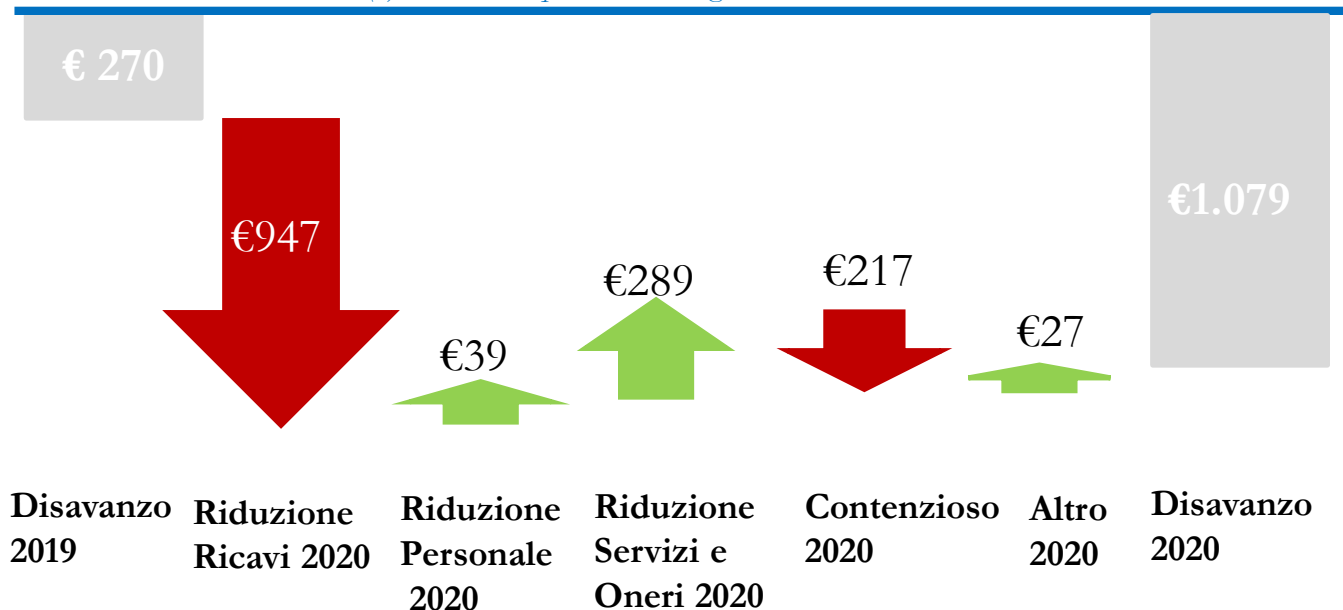 € 270
€1.079
€947
€289
€217
€39
€27
Disavanzo
2019
Riduzione
Ricavi 2020
Riduzione
Personale
2020
Riduzione
Servizi e
Oneri 2020
Contenzioso
2020
Altro
2020
Disavanzo
2020